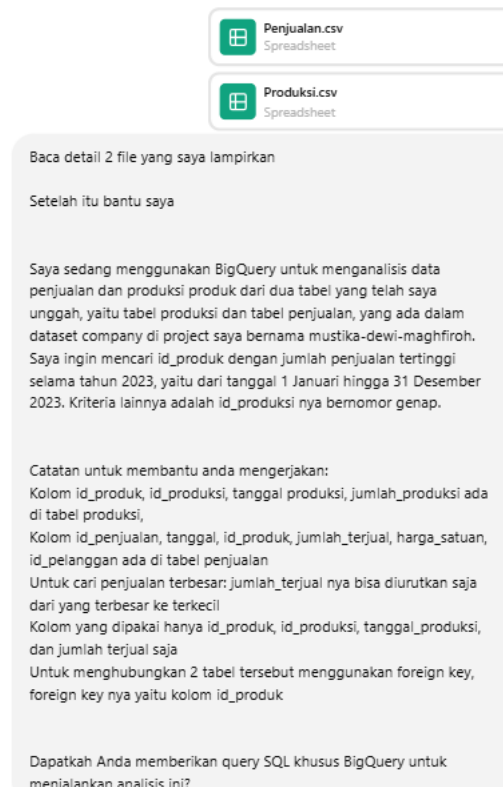 Penjualan.csv
Spreadsheet
Produksi.csv
Spreadsheet
Baca detail 2 file yang saya lampirkan
Setelah itu bantu saya
Saya sedang menggunakan BigQuery untuk menganalisis data
penjualan dan produksi produk dari dua tabel yang telah saya
unggah, yaitu tabel produksi dan tabel penjualan, yang ada dalam
dataset company di project saya bernama mustika-dewi-maghfiroh.
Saya ingin mencari id_produk dengan jumlah penjualan tertinggi
selama tahun 2023, yaitu dari tanggal 1 Januari hingga 31 Desember
2023. Kriteria lainnya adalah id_produksi nya bernomor genap.
Catatan untuk membantu anda mengerjakan:
Kolom id_produk, id_produksi, tanggal produksi, jumlah_produksi ada
di tabel produksi,
Kolom id_penjualan, tanggal, id_produk, jumlah_terjual, harga_satuan,
id_pelanggan ada di tabel penjualan
Untuk cari penjualan terbesar: jumlah_terjual nya bisa diurutkan saja
dari yang terbesar ke terkecil
Kolom yang dipakai hanya id_produk, id_produksi, tanggal_produksi,
dan jumlah terjual saja
Untuk menghubungkan 2 tabel tersebut menggunakan foreign key,
foreign key nya yaitu kolom id_produk
Dapatkah Anda memberikan query SQL khusus BigQuery untuk
menjalankan analisis ini?